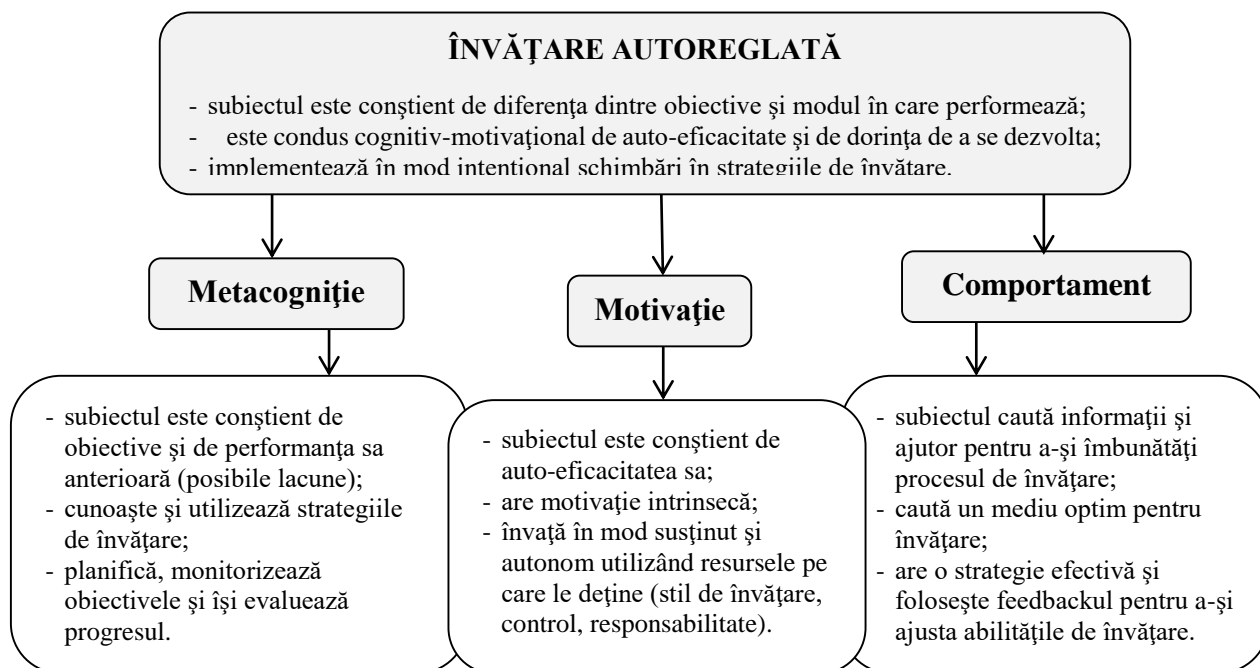 ÎNVĂŢARE AUTOREGLATĂ
- subiectul este conştient de diferenţa dintre obiective şi modul în care performează;
- este condus cognitiv-motivaţional de auto-eficacitate şi de dorinţa de a se dezvolta;
- implementează în mod intenţional schimbări în strategiile de învăţare.
Metacogniţie
Motivaţie
Comportament
- subiectul este conştient de
obiective şi de performanţa sa
anterioară (posibile lacune);
- cunoaşte şi utilizează strategiile
de învăţare;
- planifică, monitorizează
obiectivele şi îşi evaluează
progresul.
- subiectul este conştient de
auto-eficacitatea sa;
- are motivaţie intrinsecă;
- învaţă în mod susţinut şi
autonom utilizând resursele pe
care le deţine (stil de învăţare,
control, responsabilitate).
- subiectul caută informaţii şi
ajutor pentru a-şi îmbunătăţi
procesul de învăţare;
- caută un mediu optim pentru
învăţare;
- are o strategie efectivă şi
foloseşte feedbackul pentru a-şi
ajusta abilităţile de învăţare.